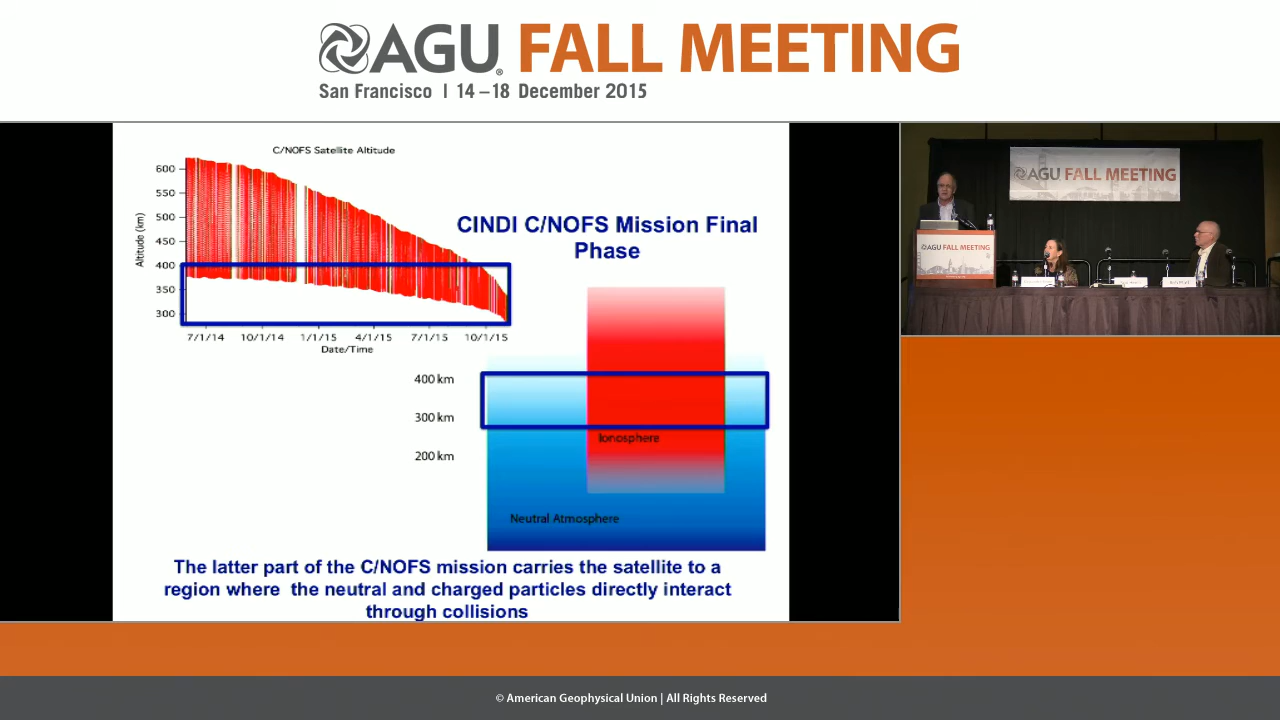 AGU® FALL MEETING
San Francisco | 14–18 December 2015
C/NOFS Satellite Altitude
Altitude (km)
600
550
500
450
400
350
300
7/1/14 10/1/14 1/1/15 4/1/15 7/1/15 10/1/15
Date/Time
CINDI C/NOFS Mission Final
Phase
400 km
300 km
200 km
Ionosphere
Neutral Atmosphere
The latter part of the C/NOFS mission carries the satellite to a
region where the neutral and charged particles directly interact
through collisions
AGU FALL MEETING
AGU FALL MEETING
© American Geophysical Union | All Rights Reserved